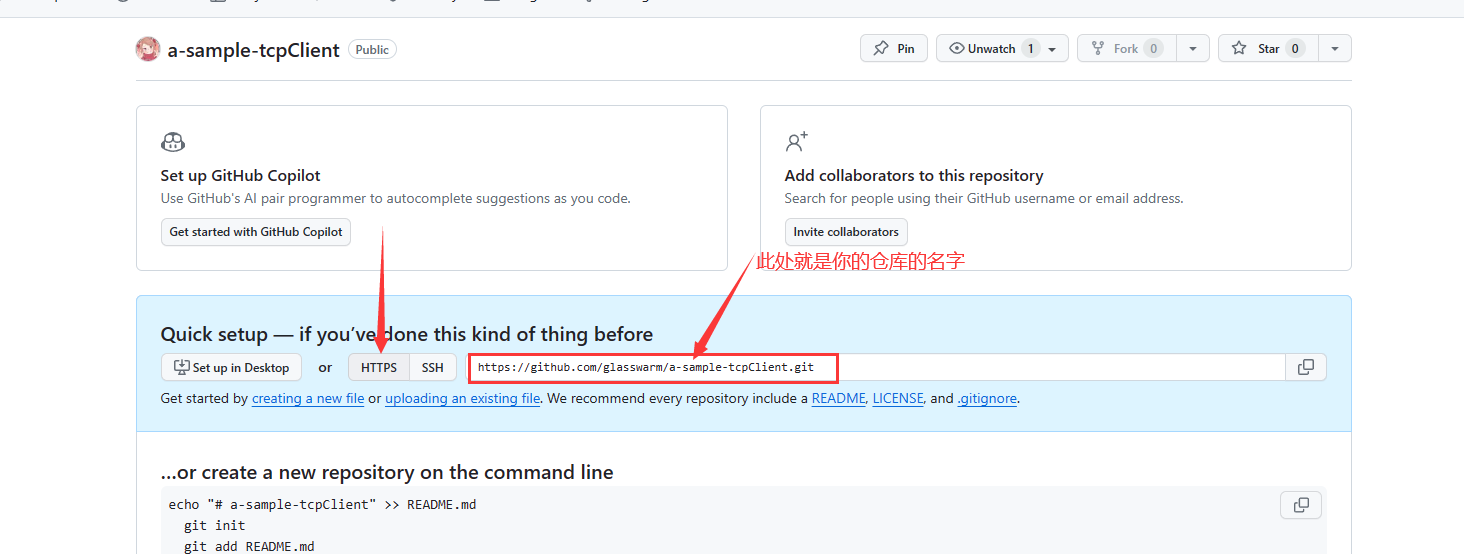 a-sample-tcpClient Public Pin Unwatch 1 Fork 0 Star 0
Set up GitHub Copilot
Use GitHub's AI pair programmer to autocomplete suggestions as you code.
Get started with GitHub Copilot
Add collaborators to this repository
Search for people using their GitHub username or email address.
Invite collaborators
此处就是你的仓库的名字
Quick setup — if you've done this kind of thing before
Set up in Desktop or HTTPS SSH https://github.com/glasswarm/a-sample-tcpClient.git
Get started by creating a new file or uploading an existing file. We recommend every repository include a README, LICENSE, and .gitignore.
…or create a new repository on the command line
echo "# a-sample-tcpClient" >> README.md
git init
git add README.md